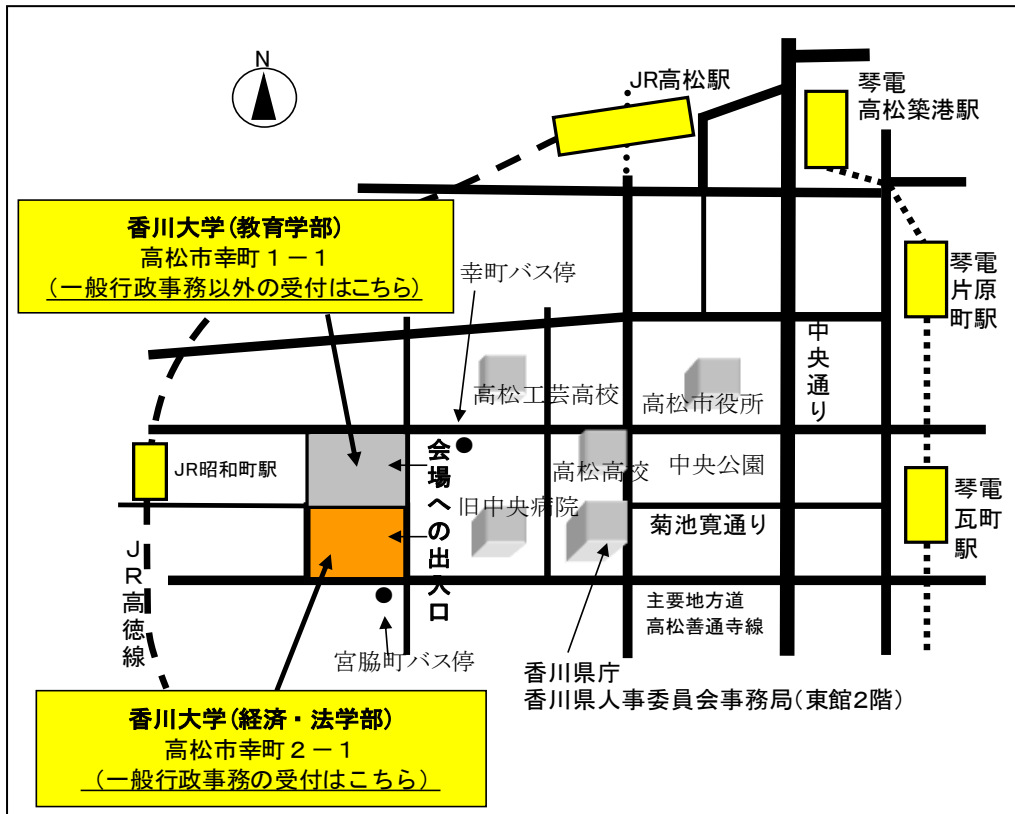 N
JR高松駅
琴電
高松築港駅
香川大学(教育学部)
高松市幸町1-1
(一般行政事務以外の受付はこちら)
幸町バス停
琴電
片原
町駅
中央通り
高松工芸高校
高松市役所
JR昭和町駅
会場への出入口
高松高校
中央公園
旧中央病院
菊池寛通り
琴電
瓦町
駅
JR高徳線
主要地方道
高松善通寺線
宮脇町バス停
香川県庁
香川県人事委員会事務局(東館2階)
香川大学(経済・法学部)
高松市幸町2-1
(一般行政事務の受付はこちら)